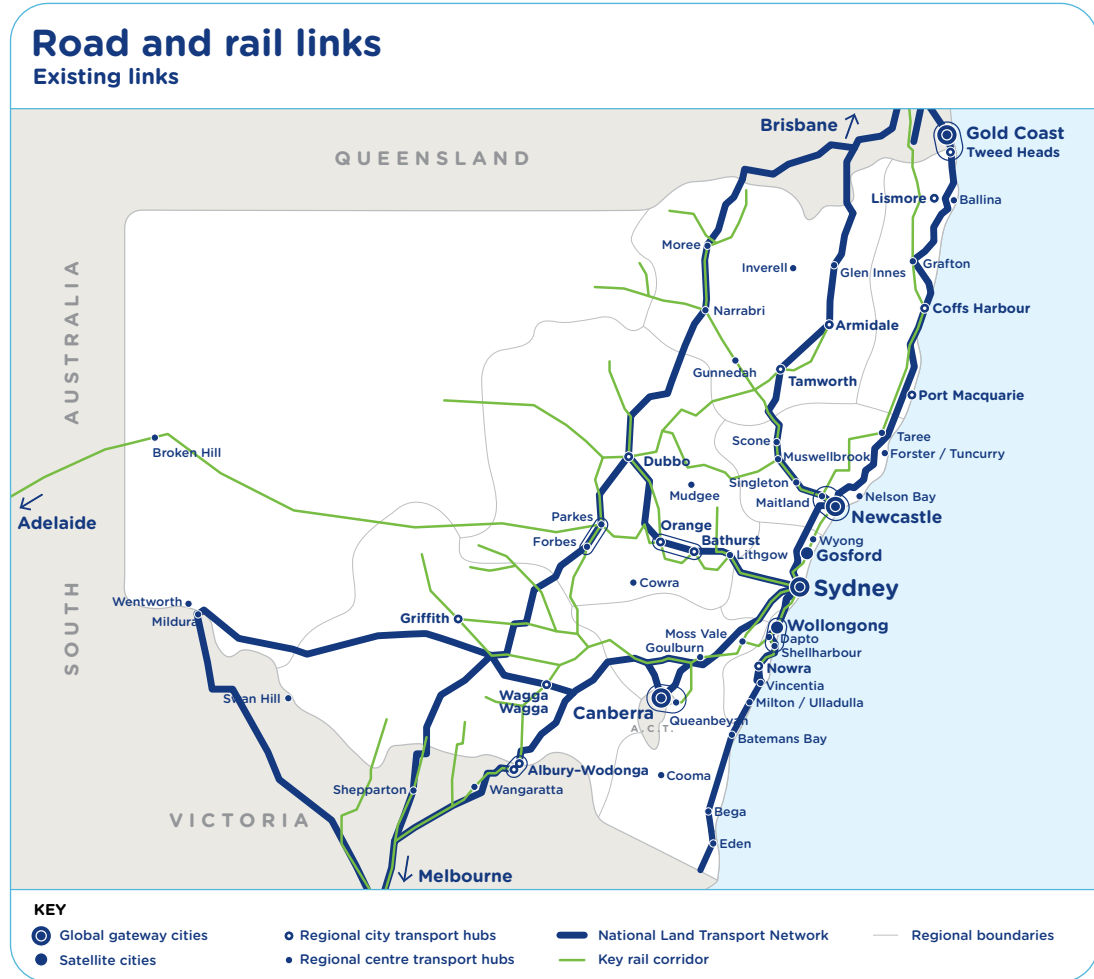 Road and rail links
Existing links
Brisbane
Gold Coast
QUEENSLAND
Tweed Heads
Lismore
Ballina
Moree
Inverell
Glen Innes
Grafton
AUSTRALIA
Narrabri
Coffs Harbour
Armidale
Gunnedah
Tamworth
Port Macquarie
Broken Hill
Scone
Taree
Muswellbrook
Forster / Tuncurry
Dubbo
Singleton
Mudgee
Maitland
Nelson Bay
Adelaide
Parkes
Newcastle
Orange
Forbes
Bathurst
Wyong
Lithgow
Gosford
SOUTH
Cowra
Sydney
Wentworth
Mildura
Griffith
Wollongong
Moss Vale
Dapto
Goulburn
Shellharbour
Nowra
Vincentia
Swan Hill
Wagga
Wagga
Milton / Ulladulla
Canberra
Queanbeyan
A.C.T.
Batemans Bay
Albury–Wodonga
Cooma
Shepparton
Wangaratta
VICTORIA
Bega
Eden
Melbourne
KEY
Global gateway cities
Regional city transport hubs
National Land Transport Network
Regional boundaries
Satellite cities
Regional centre transport hubs
Key rail corridor